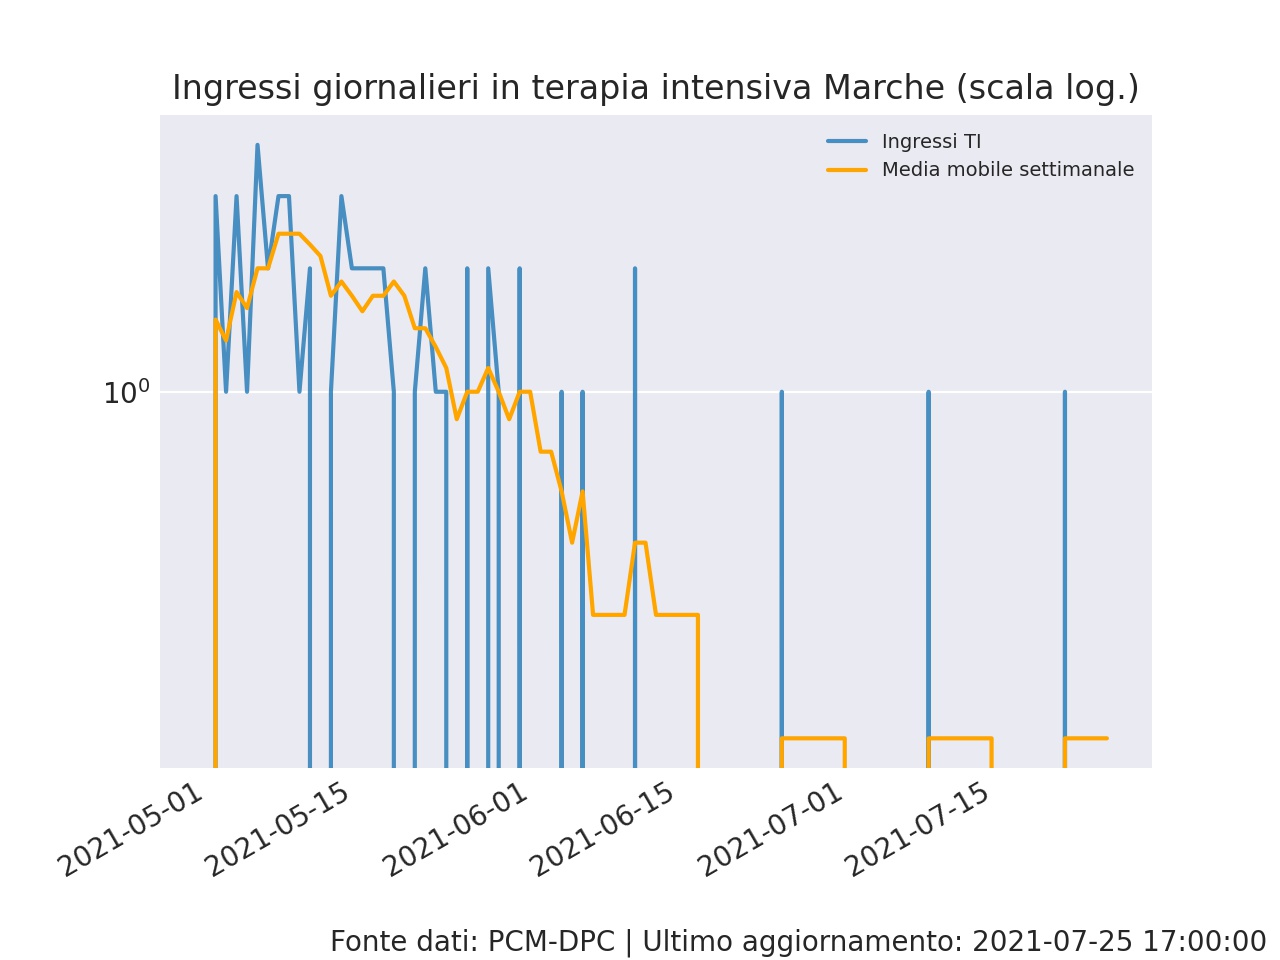 Ingressi giornalieri in terapia intensiva Marche (scala log.)
Ingressi TI
Media mobile settimanale
10⁰
2021-05-01
2021-05-15
2021-06-01
2021-06-15
2021-07-01
2021-07-15
Fonte dati: PCM-DPC | Ultimo aggiornamento: 2021-07-25 17:00:00